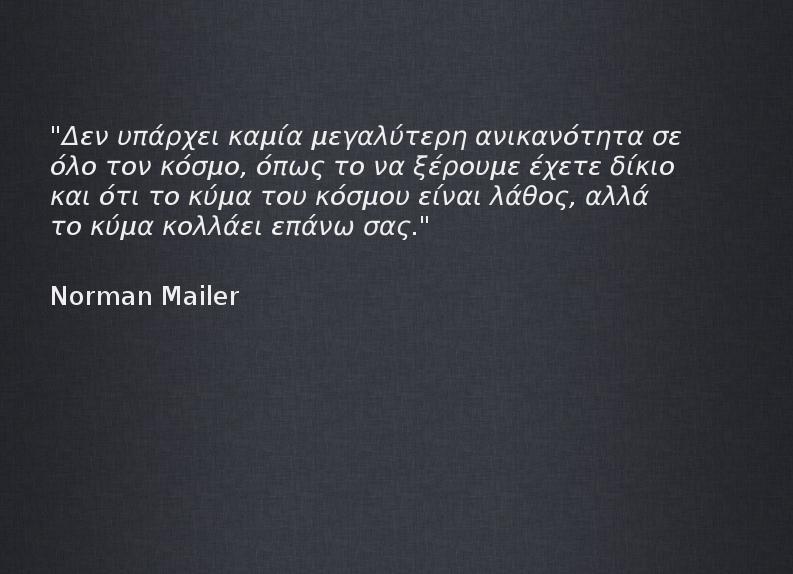 "Δεν υπάρχει καμία μεγαλύτερη ανικανότητα σε
όλο τον κόσμο, όπως το να ξέρουμε έχετε δίκιο
και ότι το κύμα του κόσμου είναι λάθος, αλλά
το κύμα κολλάει επάνω σας."
Norman Mailer